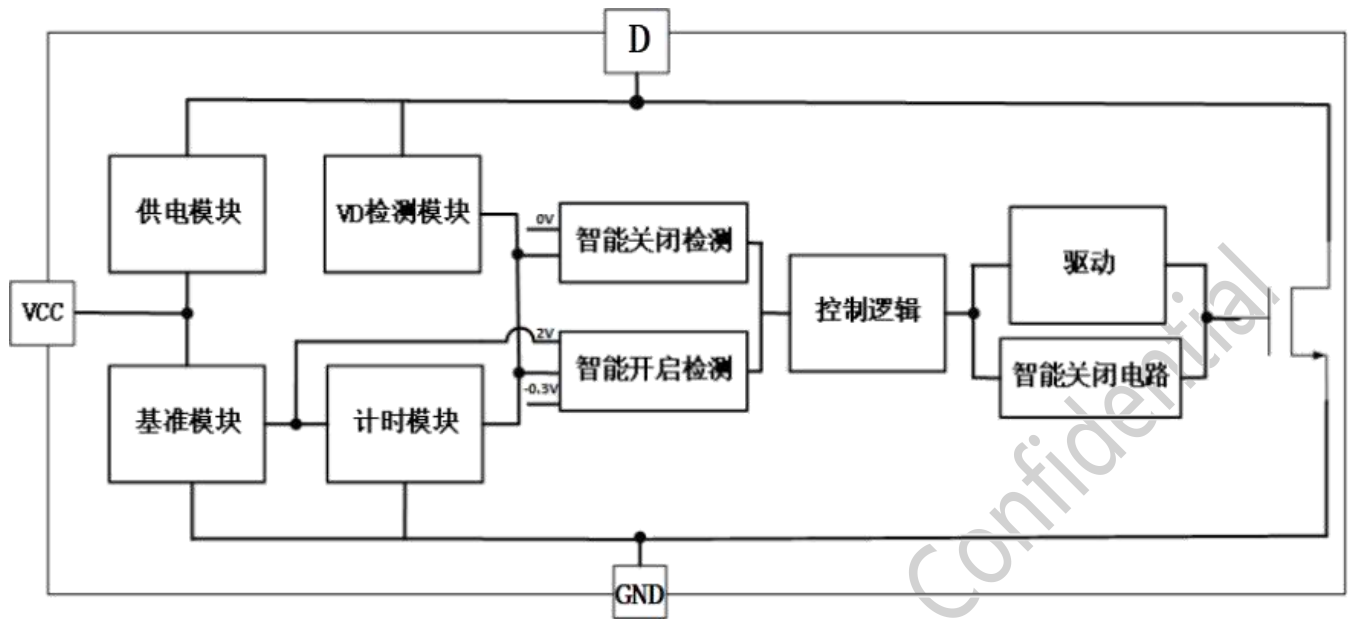 D
供电模块
VD检测模块
0V
智能关闭检测
驱动
VCC
控制逻辑
2V
智能开启检测
-0.3V
智能关闭电路
基准模块
计时模块
GND
Confidential